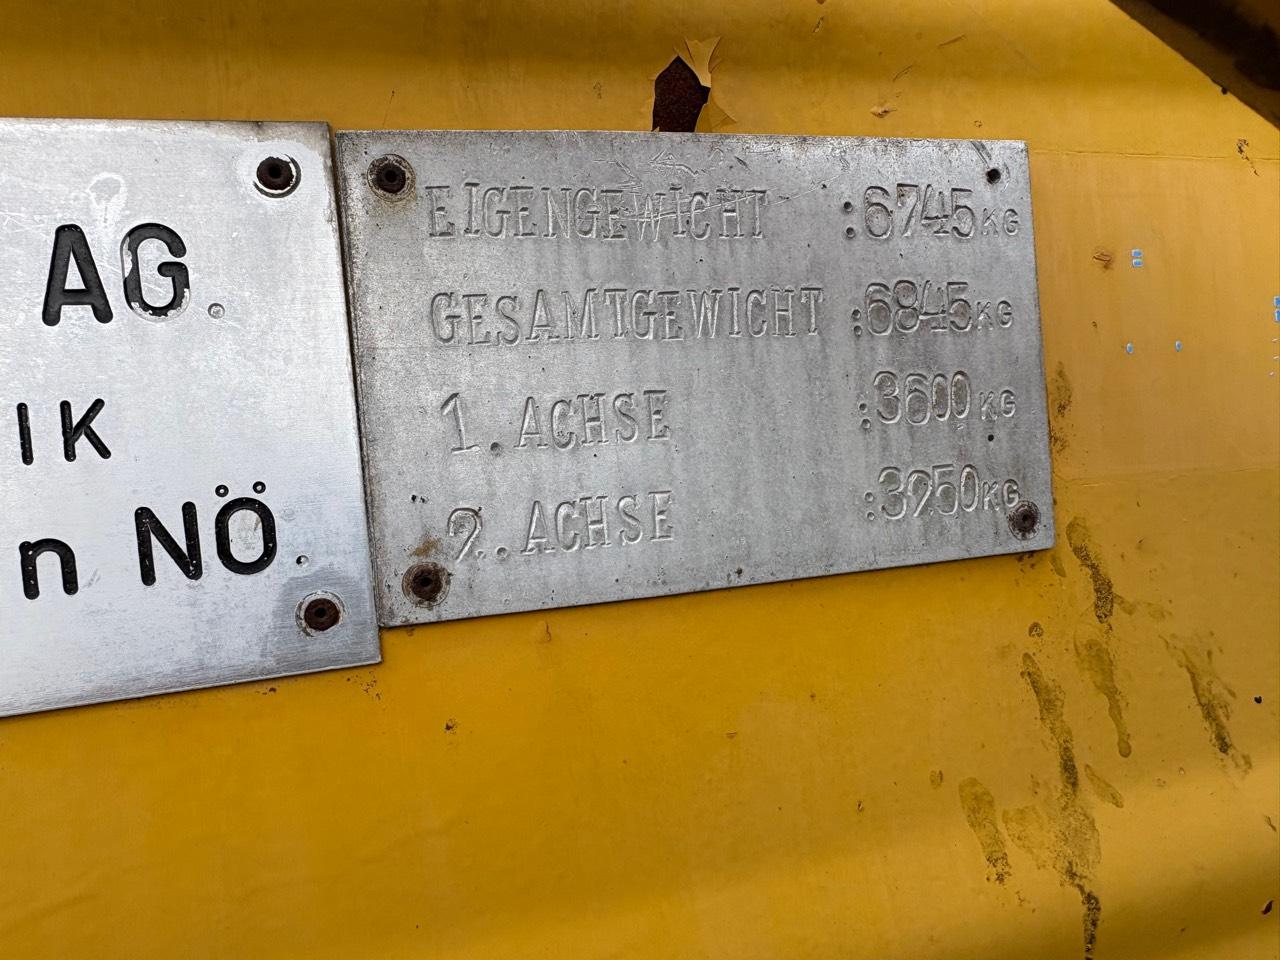 AG.
IK
n NÖ.
EIGENGEWICHT :6745KG
GESAMTGEWICHT :6845KG
1. ACHSE :3600KG
2. ACHSE :3250KG